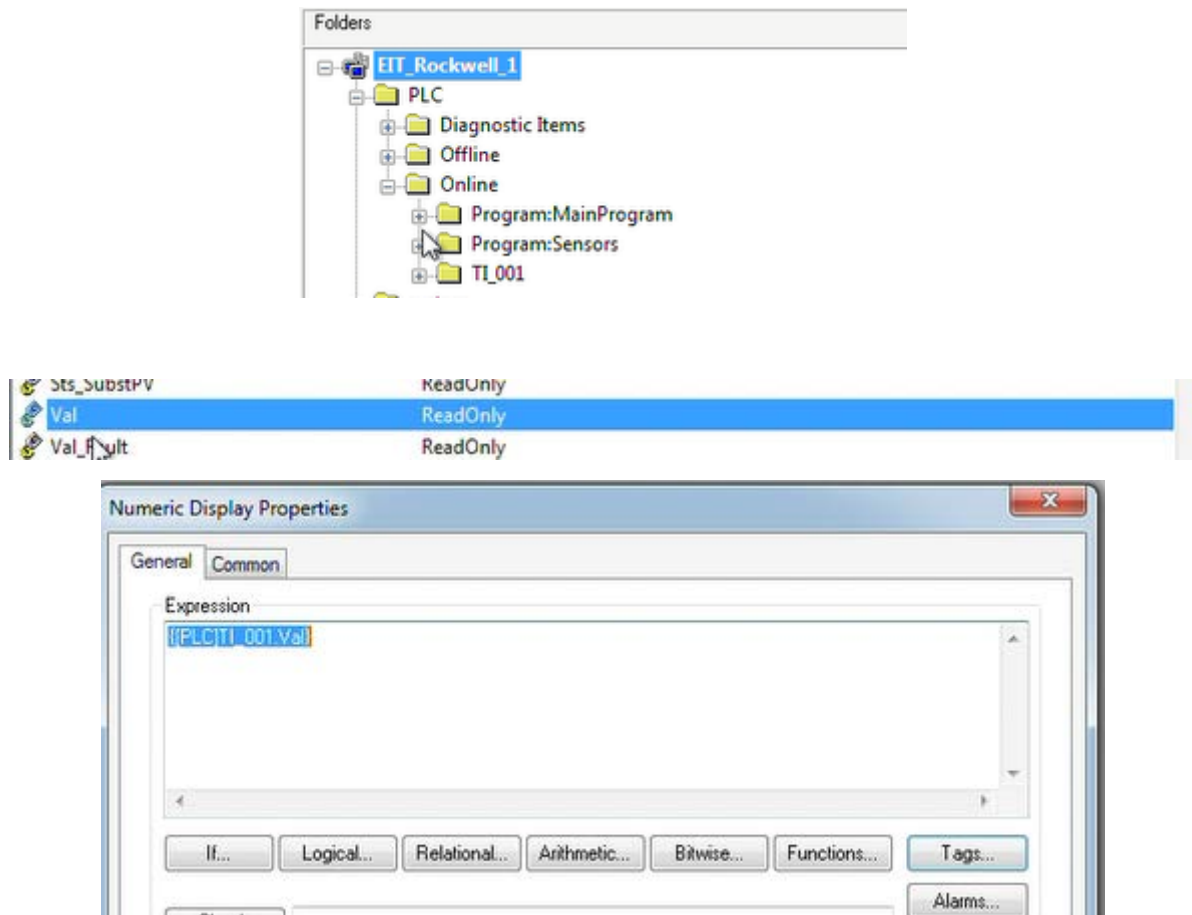 Folders
EIT_Rockwell_1
PLC
Diagnostic Items
Offline
Online
Program:MainProgram
Program:Sensors
TI_001
Sts_SubstPV ReadOnly
Val ReadOnly
ReadOnly
Numeric Display Properties
General Common
Expression
{[PLC]TI_001.Val}
If... Logical... Relational... Arithmetic... Bitwise... Functions... Tags...
Alarms...